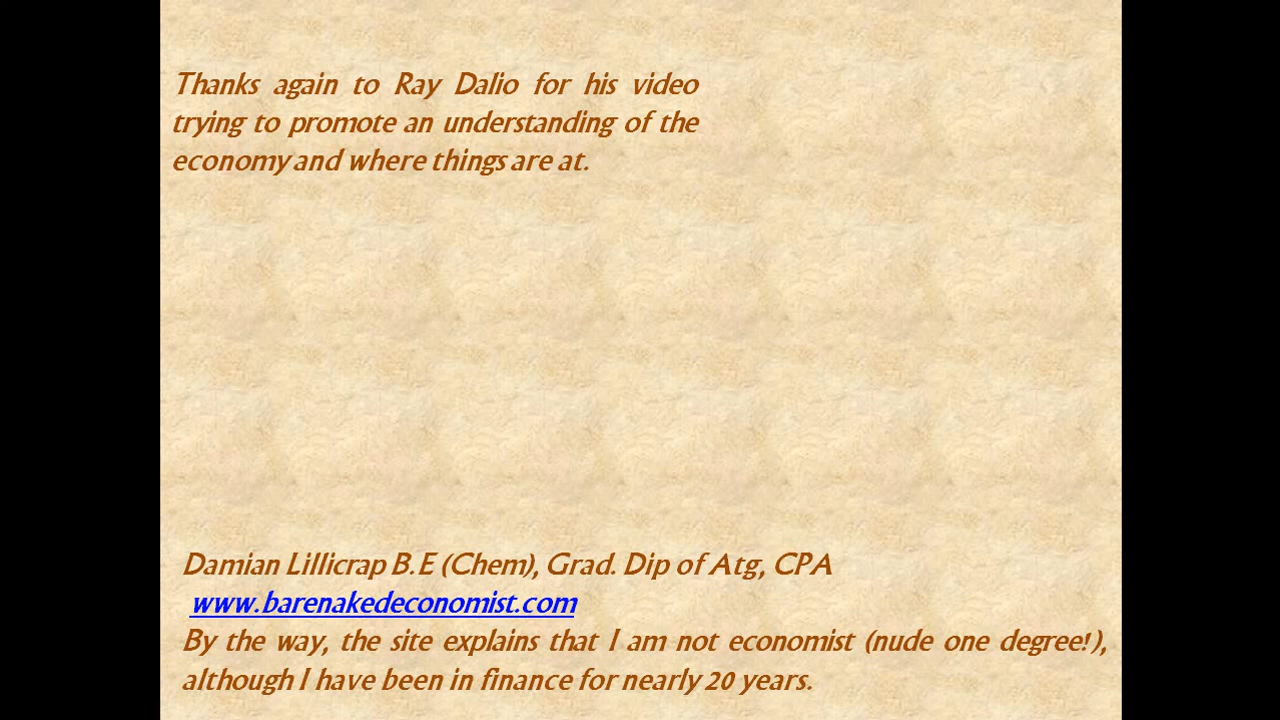 Thanks again to Ray Dalio for his video
trying to promote an understanding of the
economy and where things are at.
Damian Lillicrap B.E (Chem), Grad. Dip of Atg, CPA
www.barenakedeconomist.com
By the way, the site explains that I am not economist (nude one degree!),
although I have been in finance for nearly 20 years.